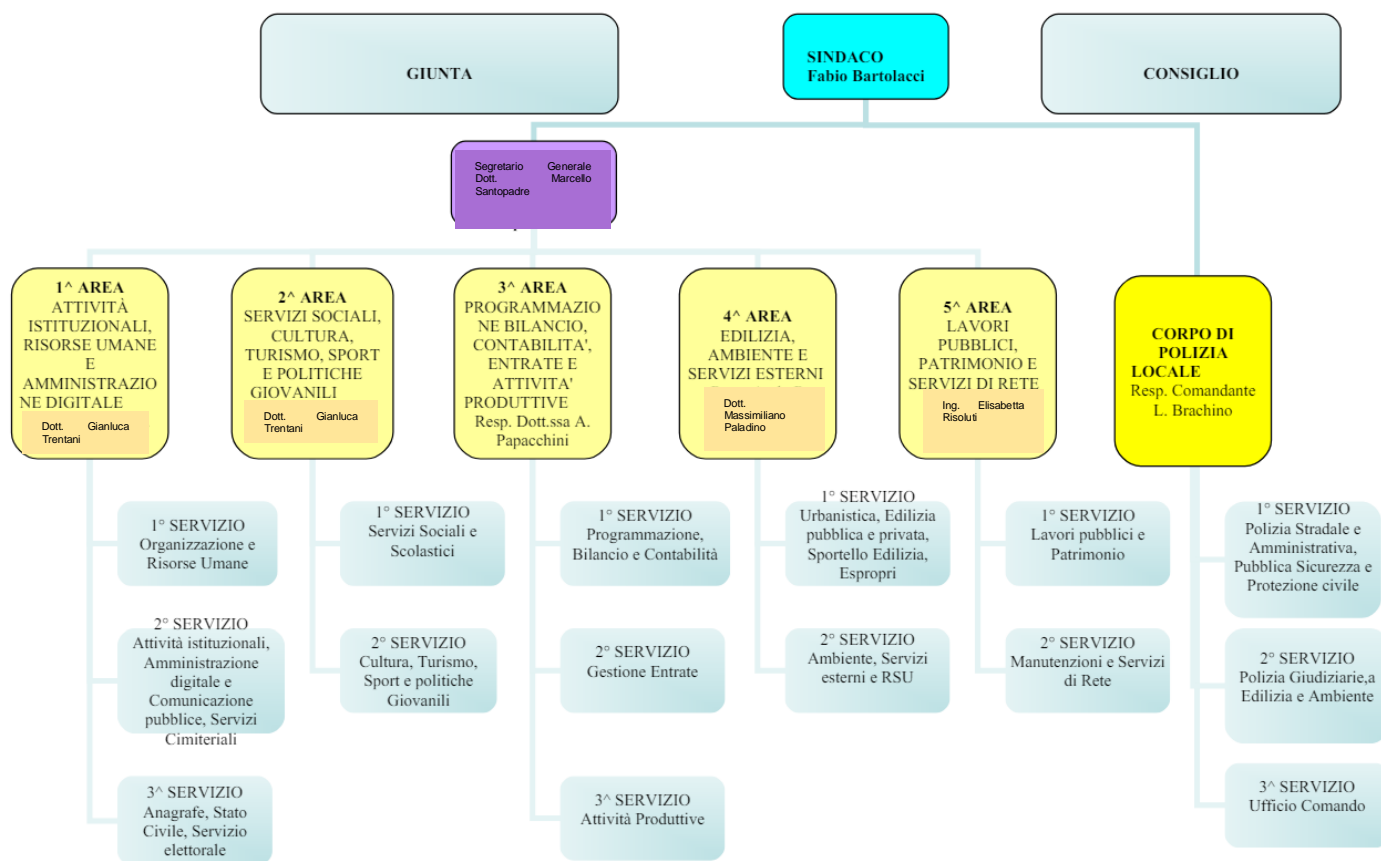 GIUNTA
SINDACO
Fabio Bartolacci
CONSIGLIO
Segretario Generale
Dott. Marcello
Santopadre
1^ AREA
ATTIVITÀ
ISTITUZIONALI,
RISORSE UMANE
E
AMMINISTRAZIO
NE DIGITALE
Dott. Gianluca
Trentani
2^ AREA
SERVIZI SOCIALI,
CULTURA,
TURISMO, SPORT
E POLITICHE
GIOVANILI
Dott. Gianluca
Trentani
3^ AREA
PROGRAMMAZIO
NE BILANCIO,
CONTABILITA',
ENTRATE E
ATTIVITA'
PRODUTTIVE
Resp. Dott.ssa A.
Papacchini
4^ AREA
EDILIZIA,
AMBIENTE E
SERVIZI ESTERNI
Dott.
Massimiliano
Paladino
5^ AREA
LAVORI
PUBBLICI,
PATRIMONIO E
SERVIZI DI RETE
Ing. Elisabetta
Risoluti
CORPO DI
POLIZIA
LOCALE
Resp. Comandante
L. Brachino
1° SERVIZIO
Organizzazione e
Risorse Umane
2° SERVIZIO
Attività istituzionali,
Amministrazione
digitale e
Comunicazione
pubblice, Servizi
Cimiteriali
3^ SERVIZIO
Anagrafe, Stato
Civile, Servizio
elettorale
1° SERVIZIO
Servizi Sociali e
Scolastici
2° SERVIZIO
Cultura, Turismo,
Sport e politiche
Giovanili
1° SERVIZIO
Programmazione,
Bilancio e Contabilità
2° SERVIZIO
Gestione Entrate
3^ SERVIZIO
Attività Produttive
1° SERVIZIO
Urbanistica, Edilizia
pubblica e privata,
Sportello Edilizia,
Espropri
2° SERVIZIO
Ambiente, Servizi
esterni e RSU
1° SERVIZIO
Lavori pubblici e
Patrimonio
2° SERVIZIO
Manutenzioni e Servizi
di Rete
1° SERVIZIO
Polizia Stradale e
Amministrativa,
Pubblica Sicurezza e
Protezione civile
2° SERVIZIO
Polizia Giudiziarie,a
Edilizia e Ambiente
3^ SERVIZIO
Ufficio Comando